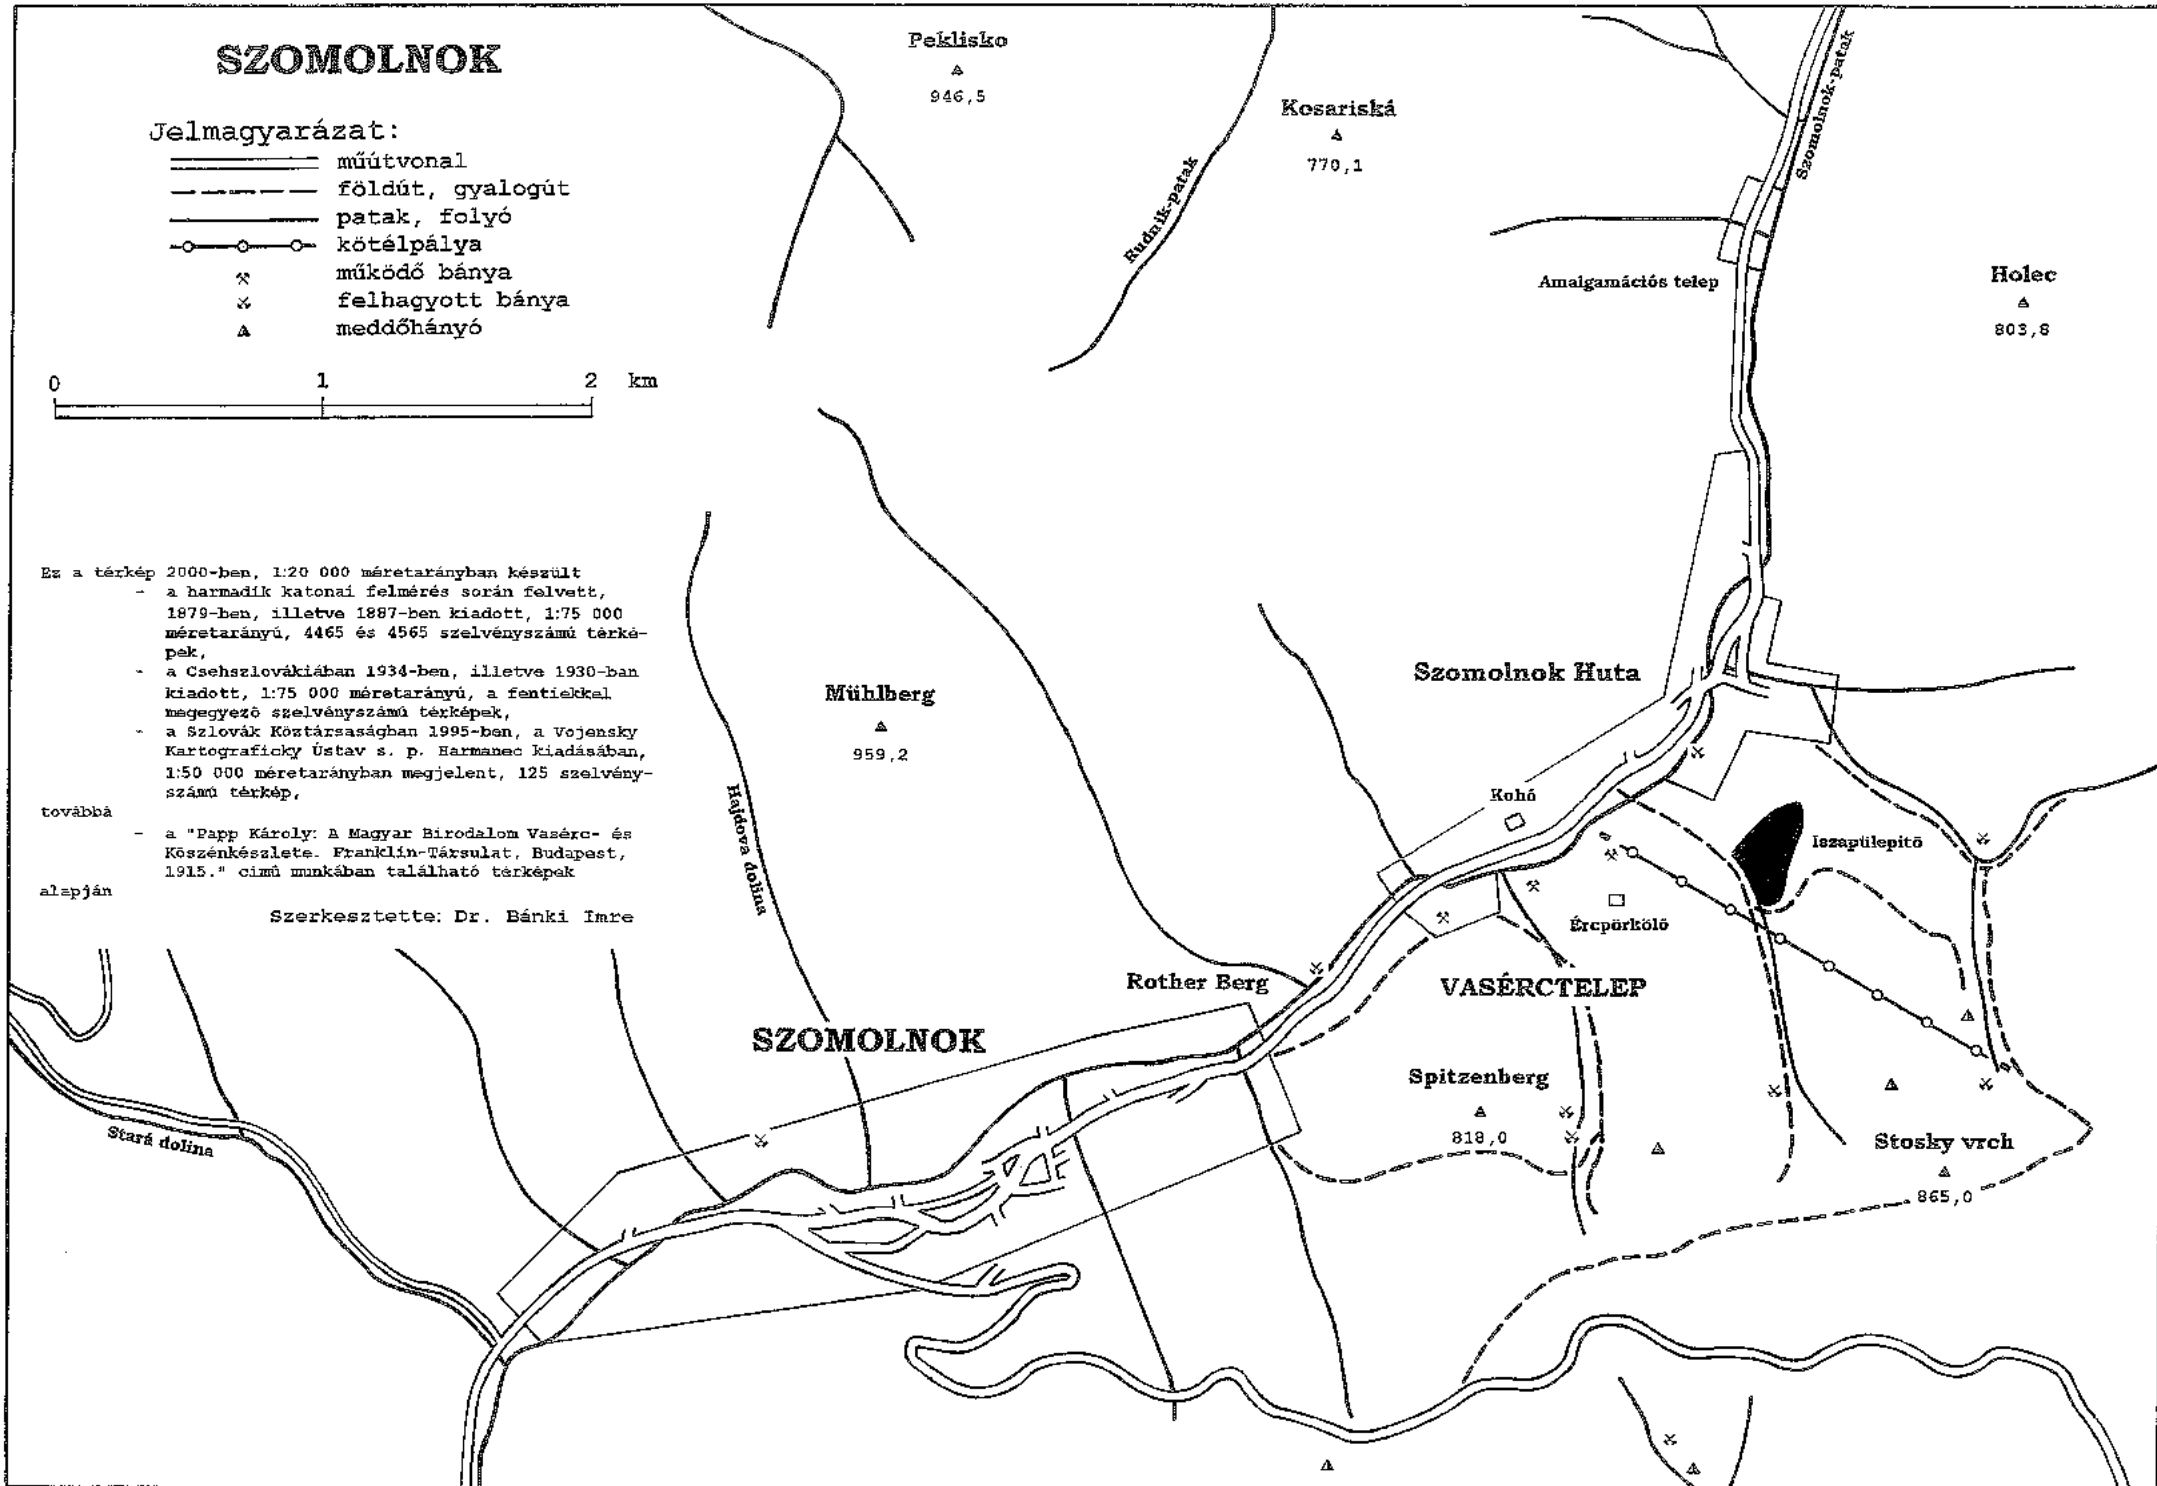 SZOMOLNOK
Jelmagyarázat:
műútvonal
földút, gyalogút
patak, folyó
kötélpálya
működő bánya
felhagyott bánya
meddőhányó
0 1 2 km
Ez a térkép 2000-ben, 1:20 000 méretarányban készült
- a harmadik katonai felmérés során felvett,
1879-ben, illetve 1887-ben kiadott, 1:75 000
méretarányú, 4465 és 4565 szelvényszámú térké-
pek,
- a Csehszlovákiában 1934-ben, illetve 1930-ban
kiadott, 1:75 000 méretarányú, a fentiekkel
megegyező szelvényszámú térképek,
- a Szlovák Köztársaságban 1995-ben, a Vojensky
Kartograficky Ústav s. p. Harmanec kiadásában,
1:50 000 méretarányban megjelent, 125 szelvény-
számú térkép,
továbbá
- a "Papp Károly: A Magyar Birodalom Vasérc- és
Köszénkészlete. Franklin-Társulat, Budapest,
1915." cimű munkában található térképek
alapján
Szerkesztette: Dr. Bánki Imre
Peklisko
946,5
Kosariská
770,1
Rudnik-patak
Szomolnok-patak
Amalgamációs telep
Holec
803,8
Mühlberg
959,2
Hajdova dolina
Szomolnok Huta
Kohó
Iszapülepítő
Ércpörkölő
Rother Berg
VASÉRCTELEP
SZOMOLNOK
Spitzenberg
818,0
Stará dolina
Stosky vrch
865,0